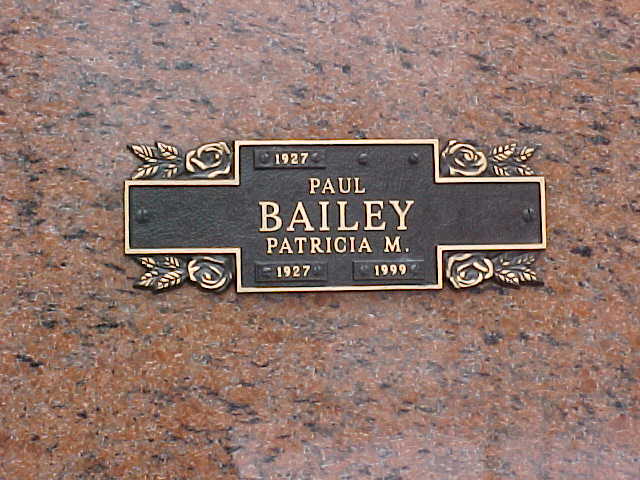 1927
PAUL
BAILEY
PATRICIA M.
1927 1999